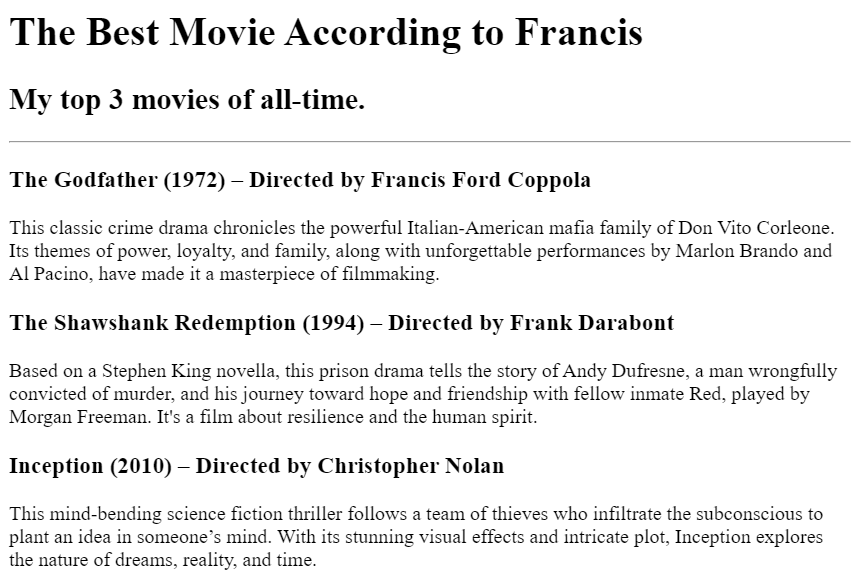 The Best Movie According to Francis
My top 3 movies of all-time.
The Godfather (1972) – Directed by Francis Ford Coppola
This classic crime drama chronicles the powerful Italian-American mafia family of Don Vito Corleone.
Its themes of power, loyalty, and family, along with unforgettable performances by Marlon Brando and
Al Pacino, have made it a masterpiece of filmmaking.
The Shawshank Redemption (1994) – Directed by Frank Darabont
Based on a Stephen King novella, this prison drama tells the story of Andy Dufresne, a man wrongfully
convicted of murder, and his journey toward hope and friendship with fellow inmate Red, played by
Morgan Freeman. It's a film about resilience and the human spirit.
Inception (2010) – Directed by Christopher Nolan
This mind-bending science fiction thriller follows a team of thieves who infiltrate the subconscious to
plant an idea in someone’s mind. With its stunning visual effects and intricate plot, Inception explores
the nature of dreams, reality, and time.